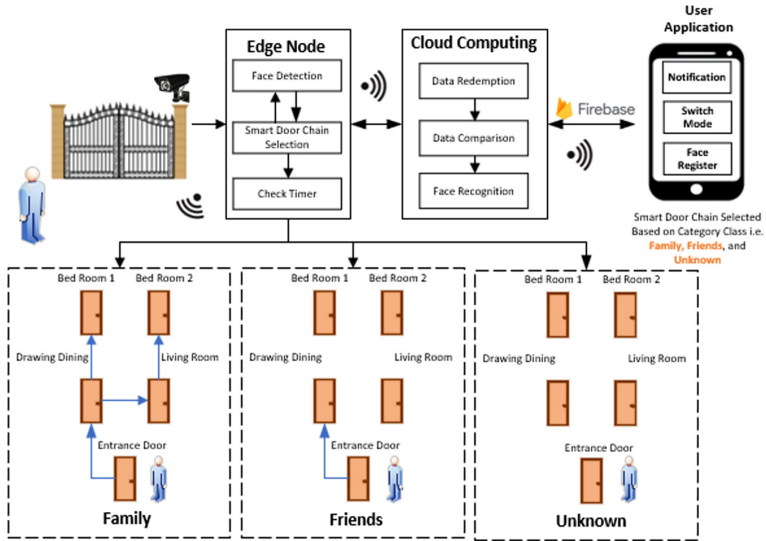 User
Application
Edge Node
Cloud Computing
Face Detection
Data Redemption
Notification
Firebase
Switch
Mode
Smart Door Chain
Selection
Data Comparison
Face
Register
Check Timer
Face Recognition
Smart Door Chain Selected
Based on Category Class i.e.
Family, Friends, and
Unknown
Bed Room 1
Bed Room 2
Drawing Dining
Living Room
Entrance Door
Family
Bed Room 1
Bed Room 2
Drawing Dining
Living Room
Entrance Door
Friends
Bed Room 1
Bed Room 2
Drawing Dining
Living Room
Entrance Door
Unknown